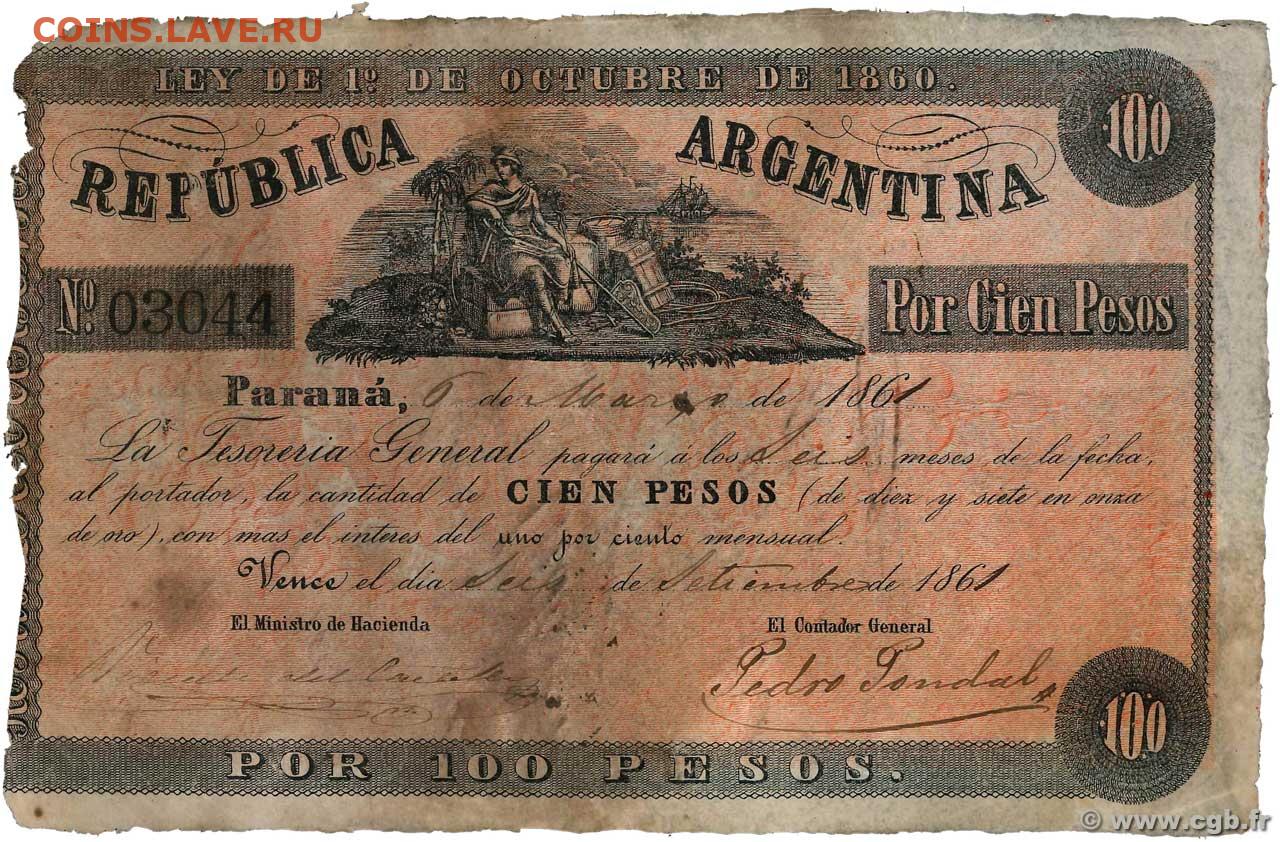 COINS.LAVE.RU
LEY DE 1º DE OCTUBRE DE 1860.
100
REPÚBLICA ARGENTINA
Nº. 03044
Por Cien Pesos
Paraná, 6 de Marzo de 1861
La Tesoreria General pagará á los Seis meses de la fecha,
al portador, la cantidad de CIEN PESOS (de diez y siete en onza
de oro), con mas el interes del uno por ciento mensual.
Vence el dia Seis de Setiembre de 1861
El Ministro de Hacienda El Contador General
Pedro Pondal
100
POR 100 PESOS.
© www.cgb.fr